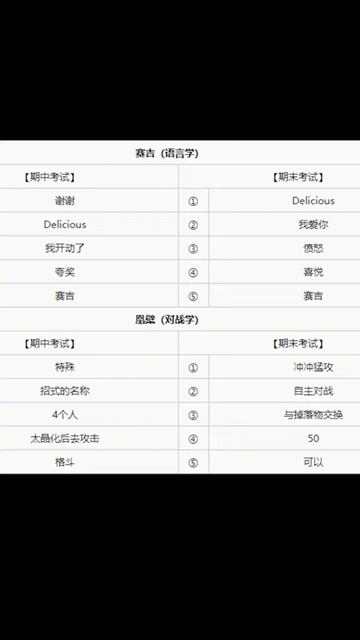 赛吉（语言学）
【期中考试】 【期末考试】
谢谢 ① Delicious
Delicious ② 我爱你
我开动了 ③ 愤怒
夸奖 ④ 喜悦
赛吉 ⑤ 赛吉
凰檗（对战学）
【期中考试】 【期末考试】
特殊 ① 冲冲猛攻
招式的名称 ② 自主对战
4个人 ③ 与掉落物交换
太晶化后去攻击 ④ 50
格斗 ⑤ 可以